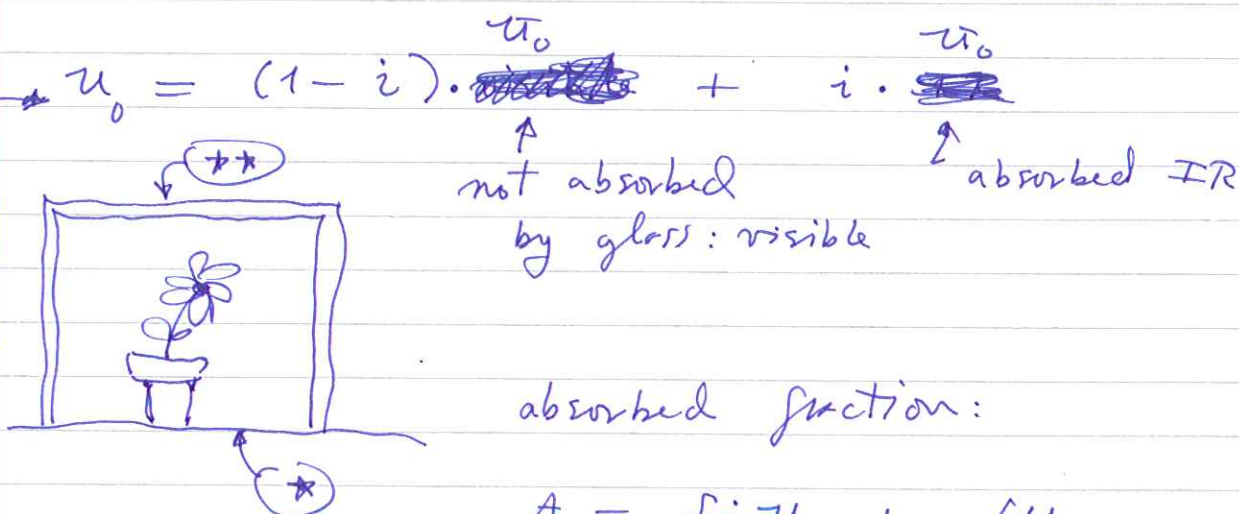 u₀ u₀
u₀ = (1 - i) · + i ·
** not absorbed absorbed IR
by glass: visible
absorbed fraction:
*
A =